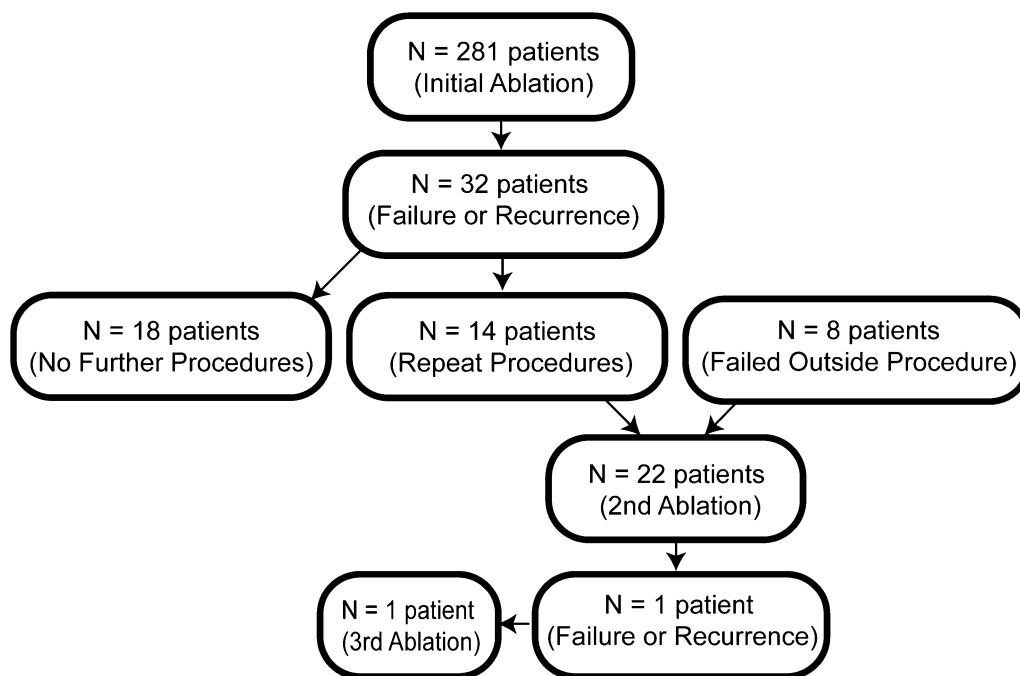 N = 281 patients
(Initial Ablation)
N = 32 patients
(Failure or Recurrence)
N = 18 patients
(No Further Procedures)
N = 14 patients
(Repeat Procedures)
N = 8 patients
(Failed Outside Procedure)
N = 22 patients
(2nd Ablation)
N = 1 patient
(3rd Ablation)
N = 1 patient
(Failure or Recurrence)